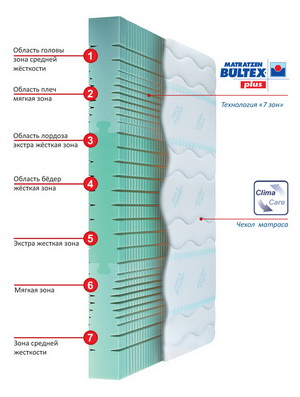 MATRATZEN
BULTEX
plus
Область головы
зона средней
жёсткости
1
Область плеч
мягкая зона
2
Технология «7 зон»
Область лордоза
экстра жёсткая зона
3
Область бёдер
жёсткая зона
4
Clima
Care
Чехол матраса
Экстра жесткая зона
5
Мягкая зона
6
Зона средней
жесткости
7